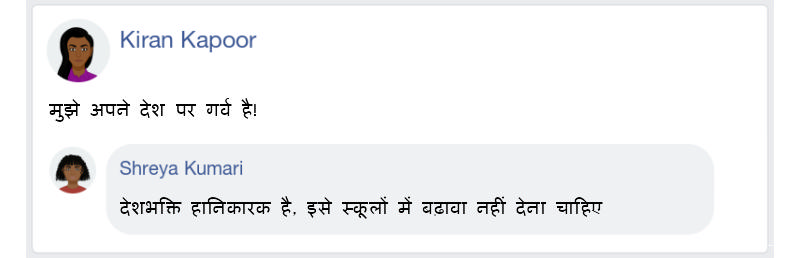 Kiran Kapoor
मुझे अपने देश पर गर्व है!
Shreya Kumari
देशभक्ति हानिकारक है, इसे स्कूलों में बढ़ावा नहीं देना चाहिए